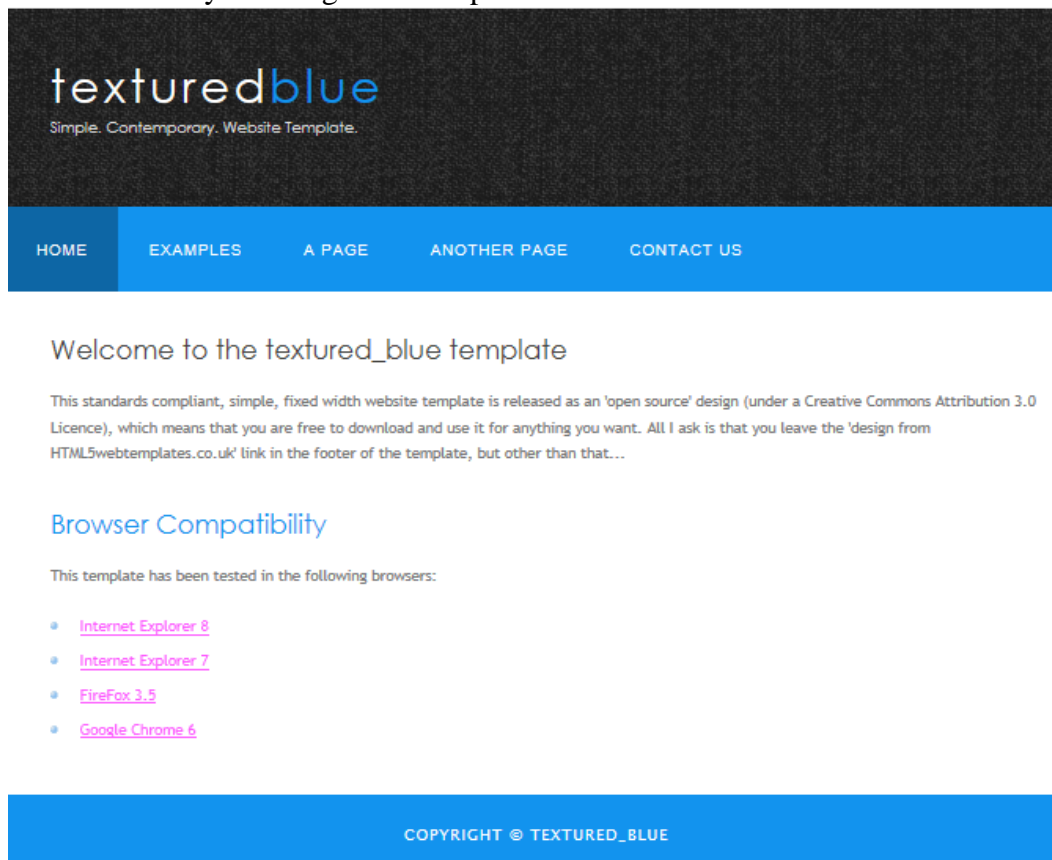 texturedblue
Simple. Contemporary. Website Template.
HOME EXAMPLES A PAGE ANOTHER PAGE CONTACT US
Welcome to the textured_blue template
This standards compliant, simple, fixed width website template is released as an 'open source' design (under a Creative Commons Attribution 3.0
Licence), which means that you are free to download and use it for anything you want. All I ask is that you leave the 'design from
HTML5webtemplates.co.uk' link in the footer of the template, but other than that...
Browser Compatibility
This template has been tested in the following browsers:
Internet Explorer 8
Internet Explorer 7
FireFox 3.5
Google Chrome 6
COPYRIGHT © TEXTURED_BLUE